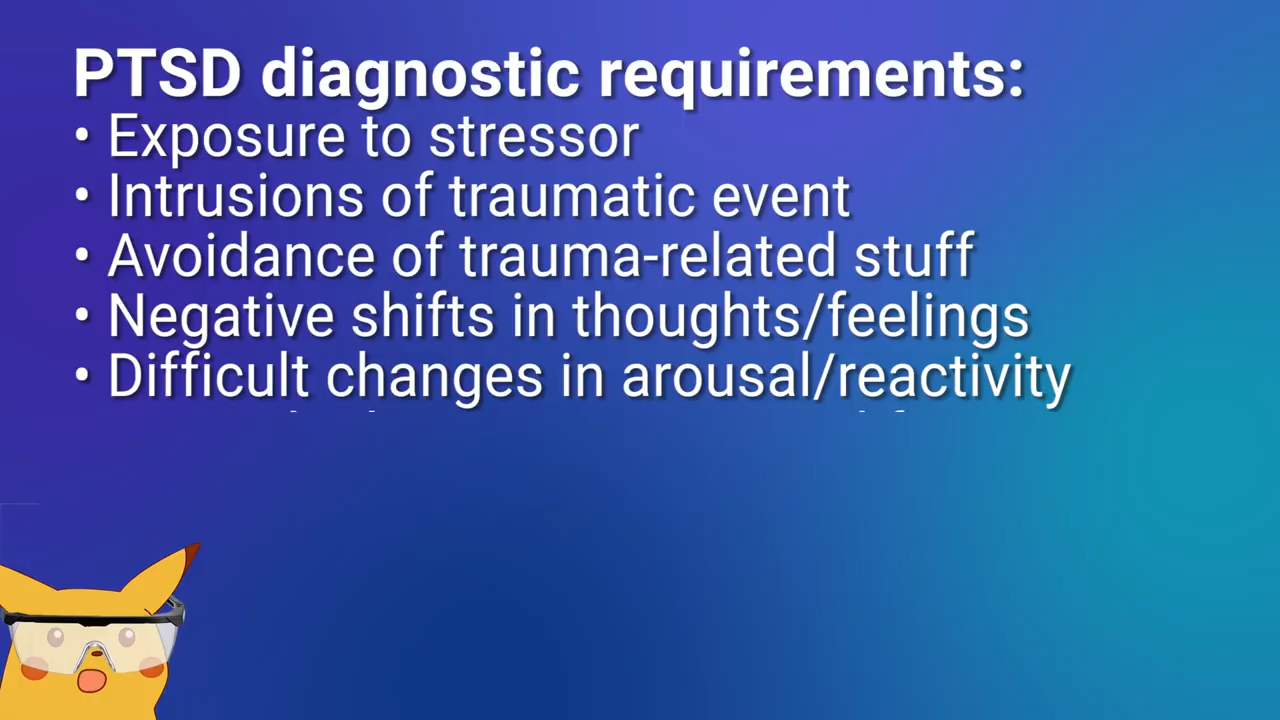 PTSD diagnostic requirements:
• Exposure to stressor
• Intrusions of traumatic event
• Avoidance of trauma-related stuff
• Negative shifts in thoughts/feelings
• Difficult changes in arousal/reactivity